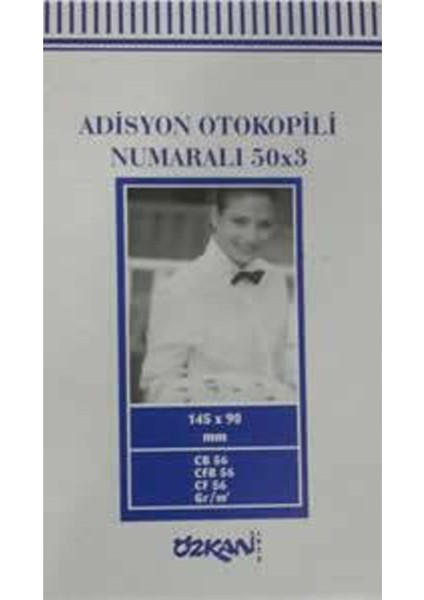 ADİSYON OTOKOPİLİ
NUMARALI 50x3
145 x 90
mm
CB 56
CFB 56
CF 56
Gr/m²
ÖZKAN